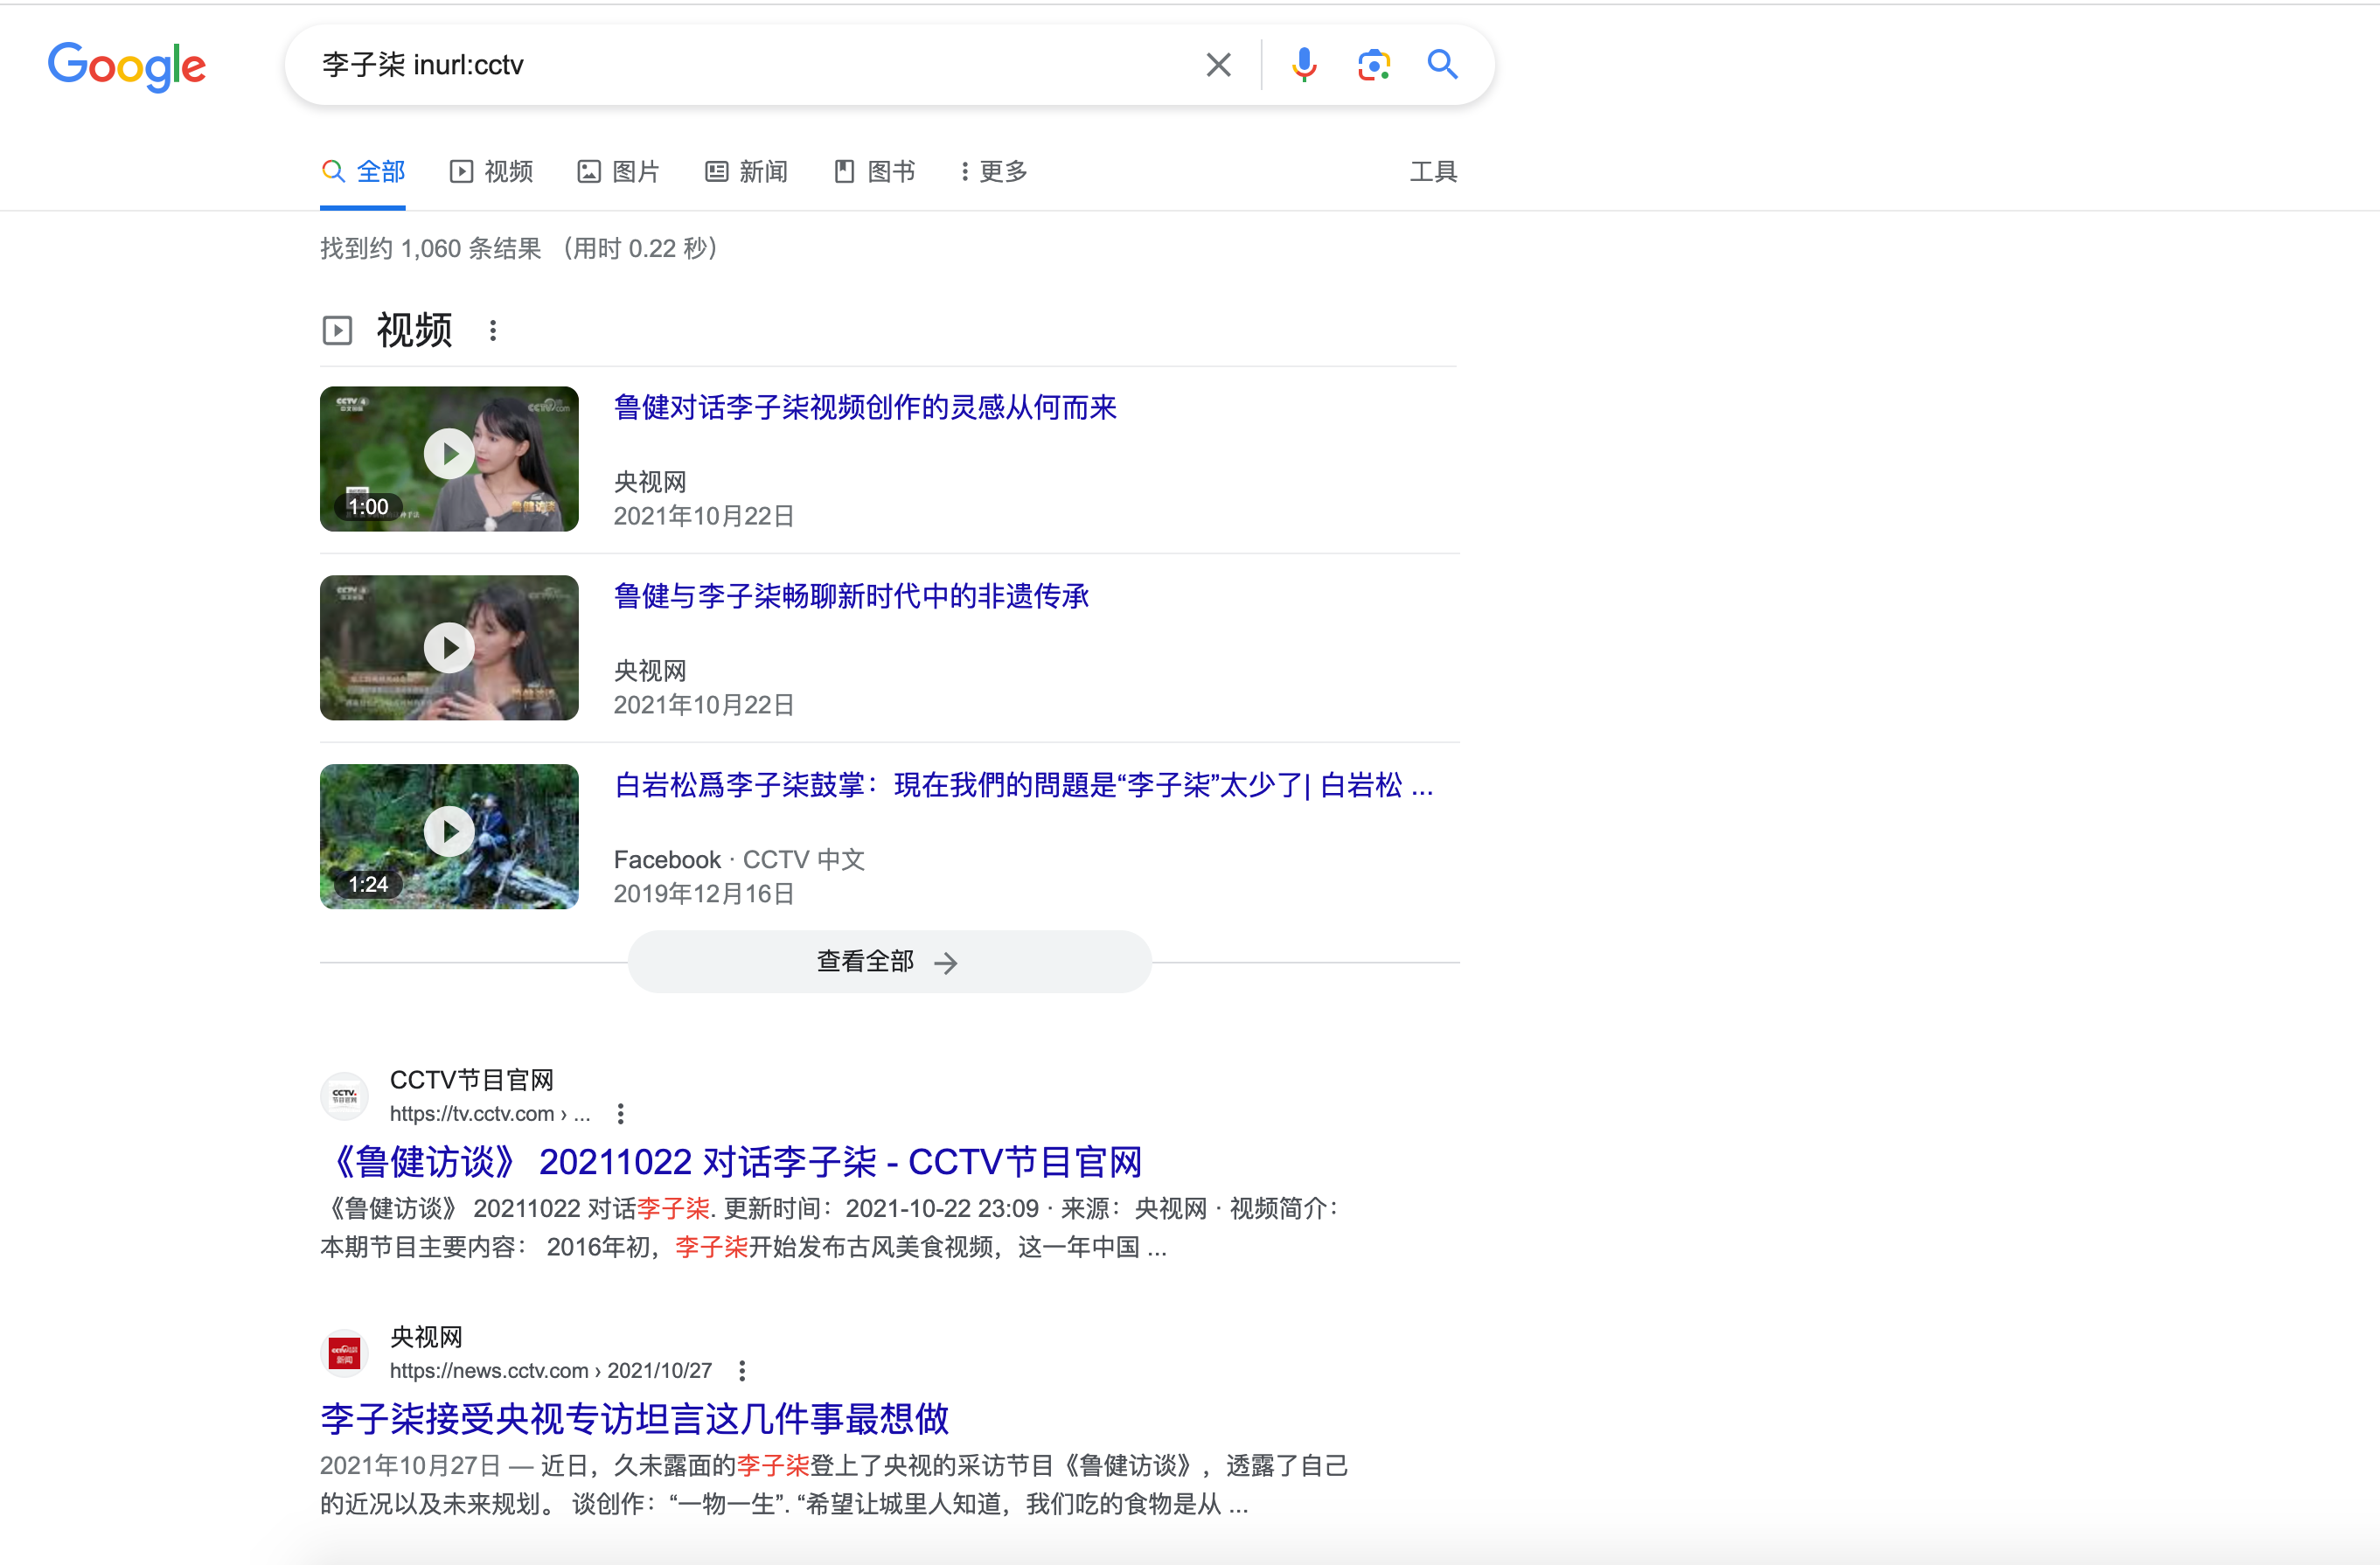 Google
李子柒 inurl:cctv
全部 视频 图片 新闻 图书 更多 工具
找到约 1,060 条结果 （用时 0.22 秒）
视频
鲁健对话李子柒视频创作的灵感从何而来
央视网
2021年10月22日
CCTV 4
cctv.com
鲁健访谈
1:00
鲁健与李子柒畅聊新时代中的非遗传承
央视网
2021年10月22日
白岩松爲李子柒鼓掌：現在我們的問題是“李子柒”太少了| 白岩松 ...
Facebook · CCTV 中文
2019年12月16日
1:24
查看全部
CCTV节目官网
https://tv.cctv.com › ...
《鲁健访谈》 20211022 对话李子柒 - CCTV节目官网
《鲁健访谈》 20211022 对话李子柒. 更新时间：2021-10-22 23:09 · 来源：央视网 · 视频简介：
本期节目主要内容： 2016年初，李子柒开始发布古风美食视频，这一年中国 ...
央视网
https://news.cctv.com › 2021/10/27
李子柒接受央视专访坦言这几件事最想做
2021年10月27日 — 近日，久未露面的李子柒登上了央视的采访节目《鲁健访谈》，透露了自己
的近况以及未来规划。 谈创作：“一物一生”. “希望让城里人知道，我们吃的食物是从 ...